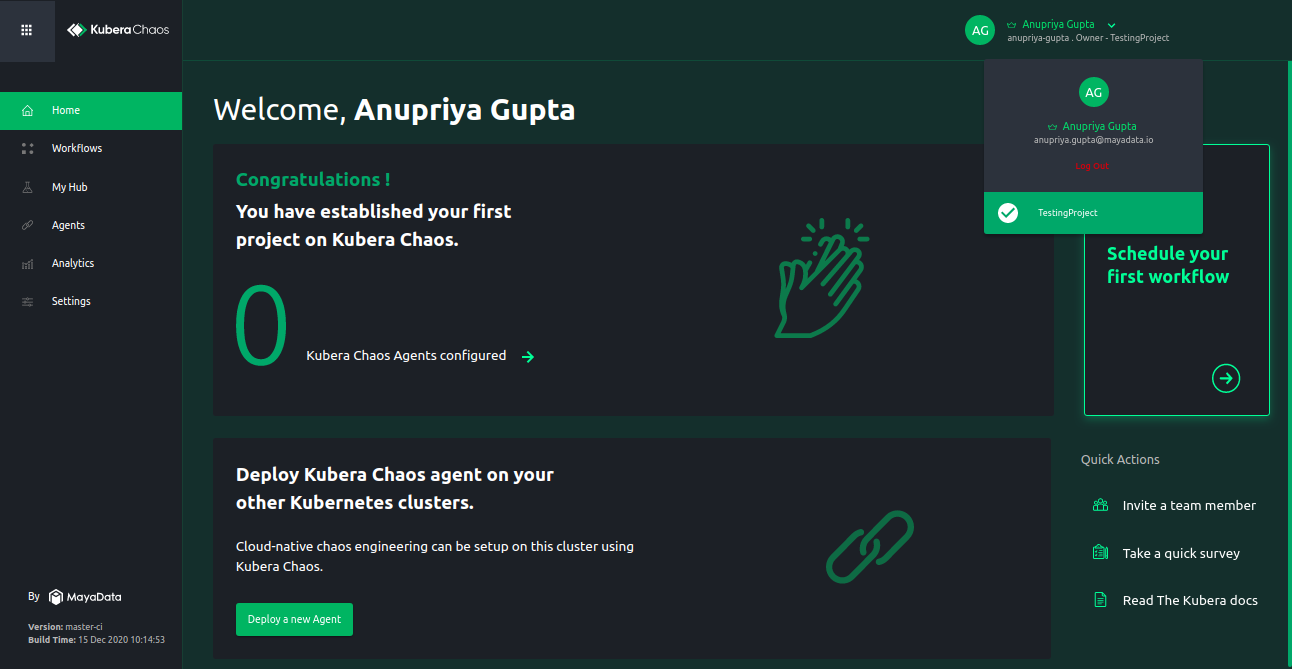 Kubera Chaos
AG
Anupriya Gupta
anupriya-gupta . Owner - TestingProject
AG
Anupriya Gupta
anupriya.gupta@mayadata.io
Log Out
TestingProject
Home
Workflows
My Hub
Agents
Analytics
Settings
By MayaData
Version: master-ci
Build Time: 15 Dec 2020 10:14:53
Welcome, Anupriya Gupta
Congratulations !
You have established your first
project on Kubera Chaos.
0
Kubera Chaos Agents configured
Schedule your
first workflow
Deploy Kubera Chaos agent on your
other Kubernetes clusters.
Cloud-native chaos engineering can be setup on this cluster using
Kubera Chaos.
Deploy a new Agent
Quick Actions
Invite a team member
Take a quick survey
Read The Kubera docs